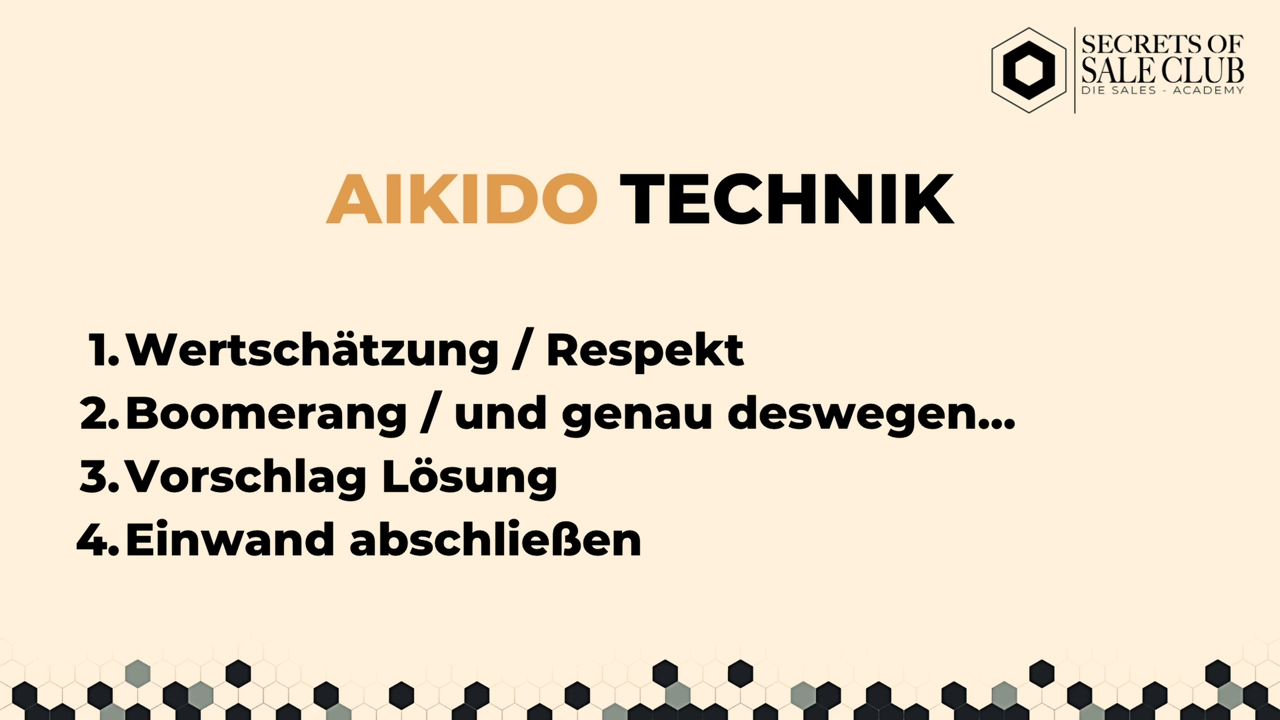 SECRETS OF
SALE CLUB
DIE SALES - ACADEMY
AIKIDO TECHNIK
1. Wertschätzung / Respekt
2. Boomerang / und genau deswegen...
3. Vorschlag Lösung
4. Einwand abschließen